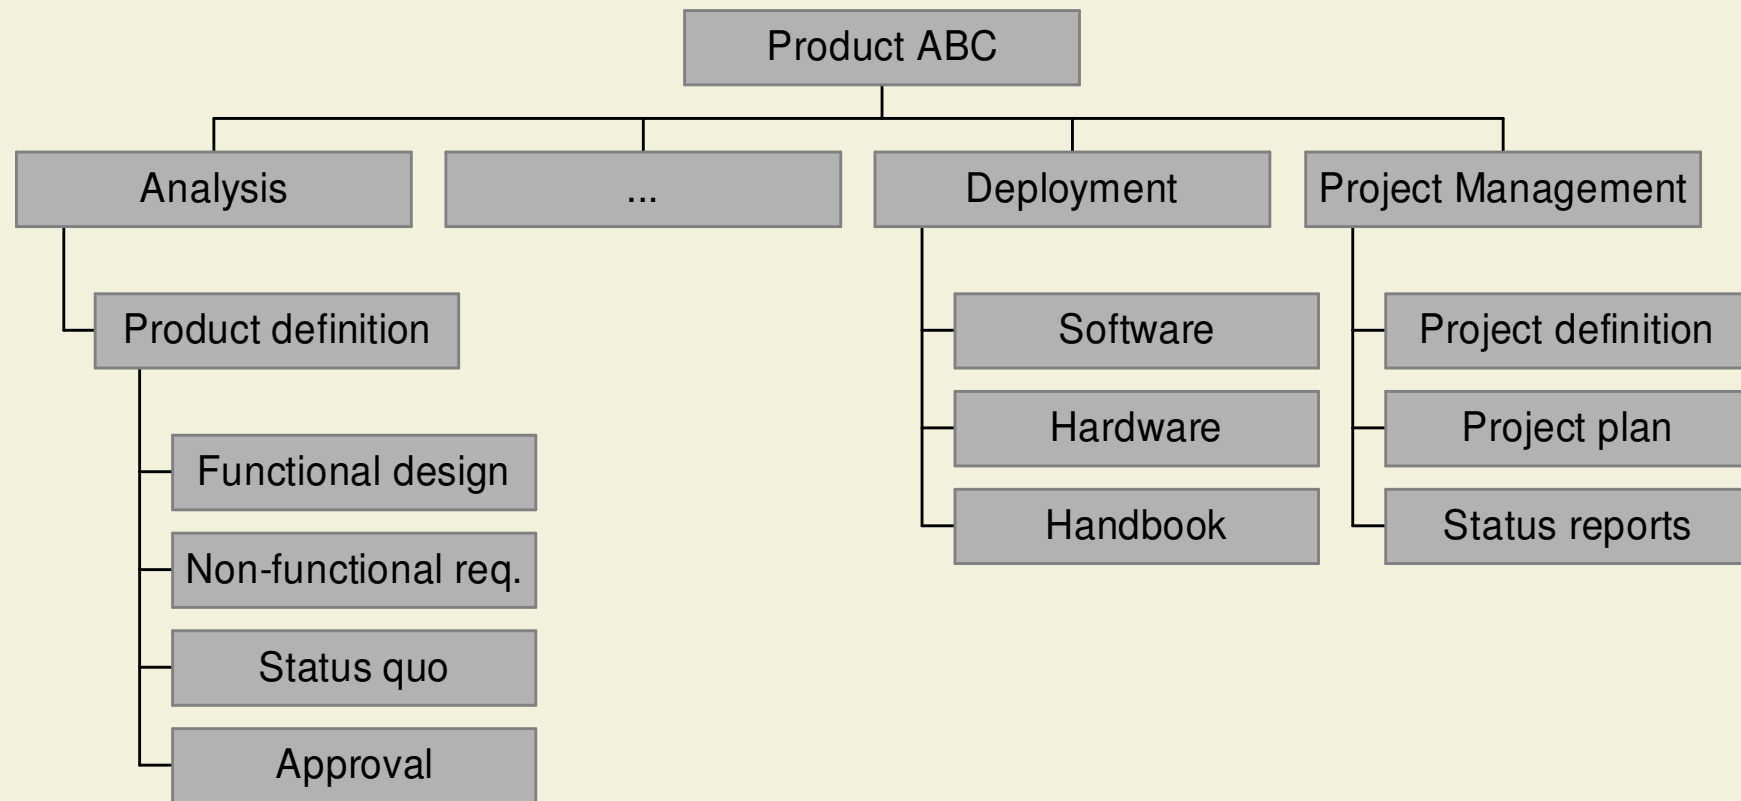 Product ABC
Analysis
...
Deployment
Project Management
Product definition
Software
Project definition
Hardware
Project plan
Functional design
Handbook
Status reports
Non-functional req.
Status quo
Approval